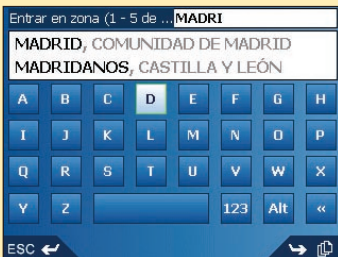 Entrar en zona (1 - 5 de ... MADRI
MADRID, COMUNIDAD DE MADRID
MADRIDANOS, CASTILLA Y LEÓN
A B C D E F G H
I J K L M N O P
Q R S T U V W X
Y Z 123 Alt «
ESC